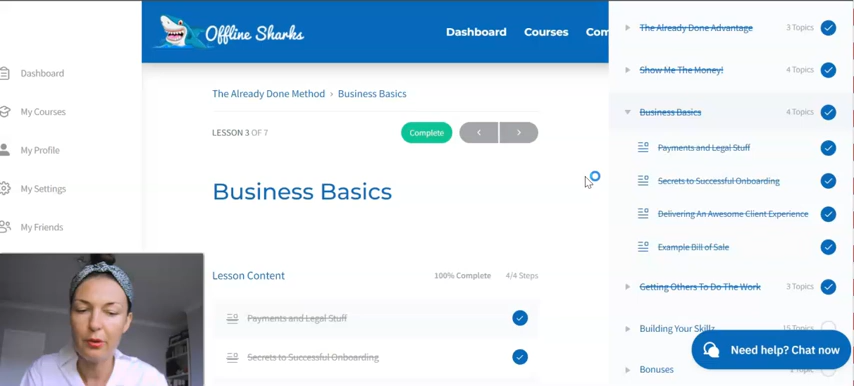 Offline Sharks
Dashboard
Courses
Dashboard
My Courses
My Profile
My Settings
My Friends
The Already Done Method › Business Basics
LESSON 3 OF 7
Complete
Business Basics
Lesson Content
100% Complete
4/4 Steps
Payments and Legal Stuff
Secrets to Successful Onboarding
The Already Done Advantage
3 Topics
Show Me The Money!
4 Topics
Business Basics
4 Topics
Payments and Legal Stuff
Secrets to Successful Onboarding
Delivering An Awesome Client Experience
Example Bill of Sale
Getting Others To Do The Work
3 Topics
Building Your Skillz
15 Topics
Bonuses
Need help? Chat now